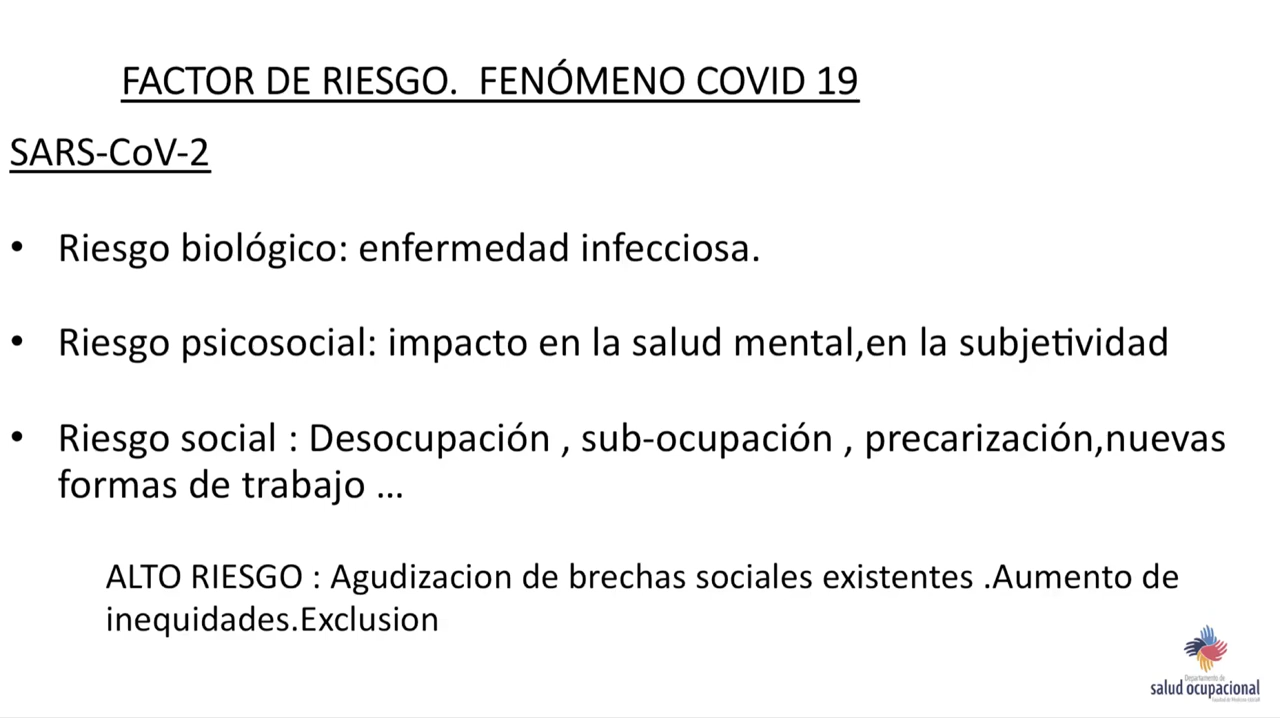 FACTOR DE RIESGO.  FENÓMENO COVID 19
SARS-CoV-2
• Riesgo biológico: enfermedad infecciosa.
• Riesgo psicosocial: impacto en la salud mental,en la subjetividad
• Riesgo social : Desocupación , sub-ocupación , precarización,nuevas
formas de trabajo ...
ALTO RIESGO : Agudizacion de brechas sociales existentes .Aumento de
inequidades.Exclusion
Departamento de
salud ocupacional